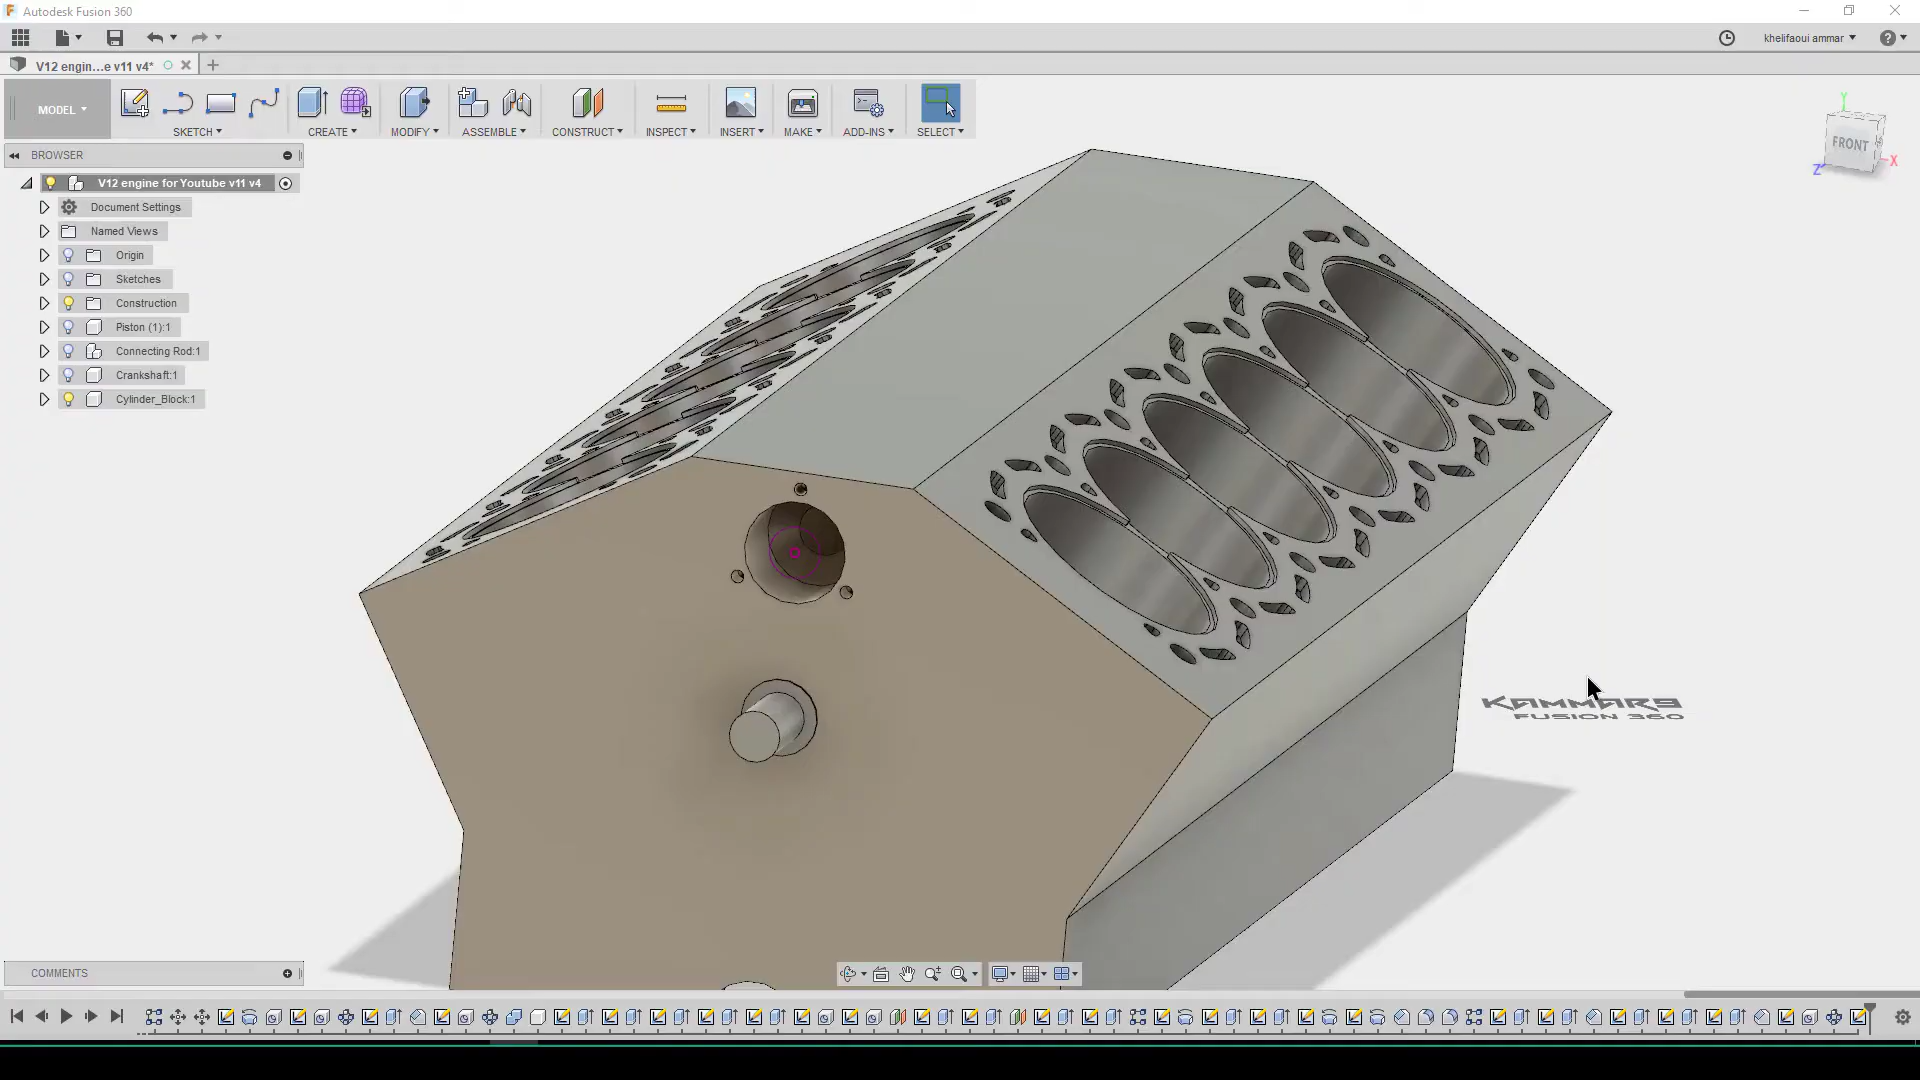 Autodesk Fusion 360
khelifaoui ammar
V12 engin...e v11 v4*
MODEL
SKETCH
CREATE
MODIFY
ASSEMBLE
CONSTRUCT
INSPECT
INSERT
MAKE
ADD-INS
SELECT
BROWSER
V12 engine for Youtube v11 v4
Document Settings
Named Views
Origin
Sketches
Construction
Piston (1):1
Connecting Rod:1
Crankshaft:1
Cylinder_Block:1
Y
FRONT
X
Z
KAMMAR9
FUSION 360
COMMENTS